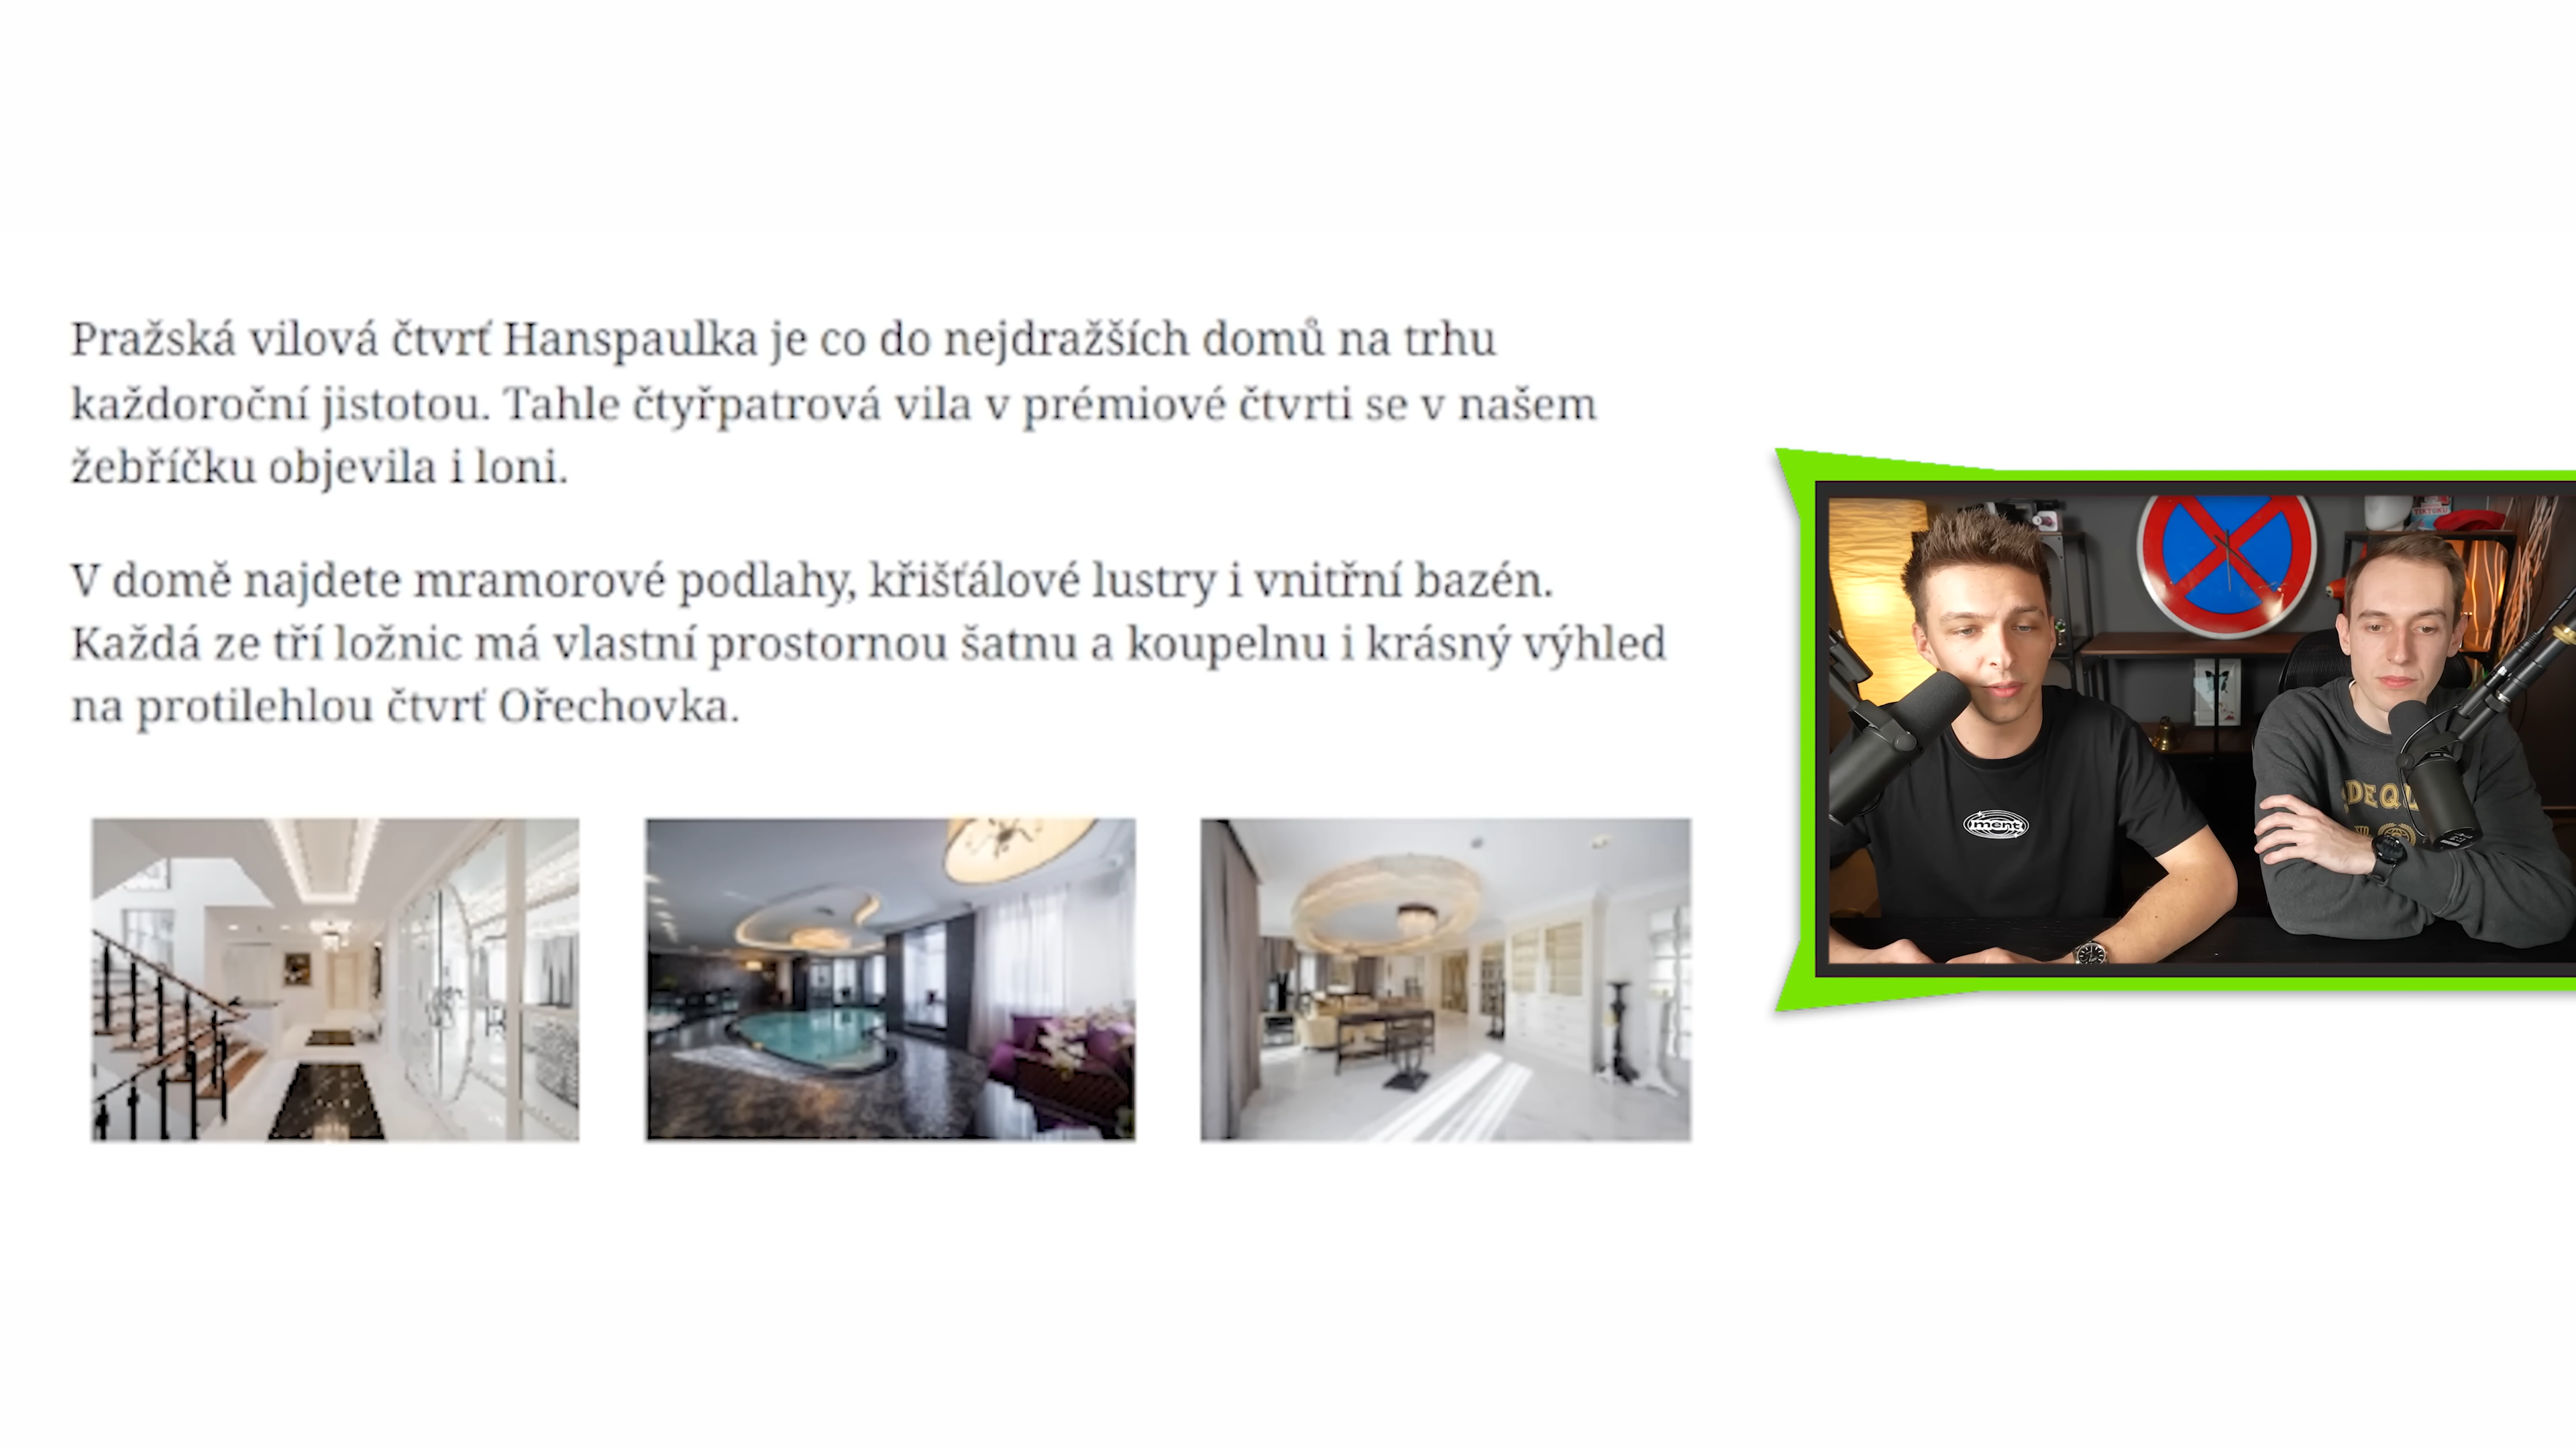 Pražská vilová čtvrť Hanspaulka je co do nejdražších domů na trhu
každoroční jistotou. Tahle čtyřpatrová vila v prémiové čtvrti se v našem
žebříčku objevila i loni.
V domě najdete mramorové podlahy, křišťálové lustry i vnitřní bazén.
Každá ze tří ložnic má vlastní prostornou šatnu a koupelnu i krásný výhled
na protilehlou čtvrť Ořechovka.
ment